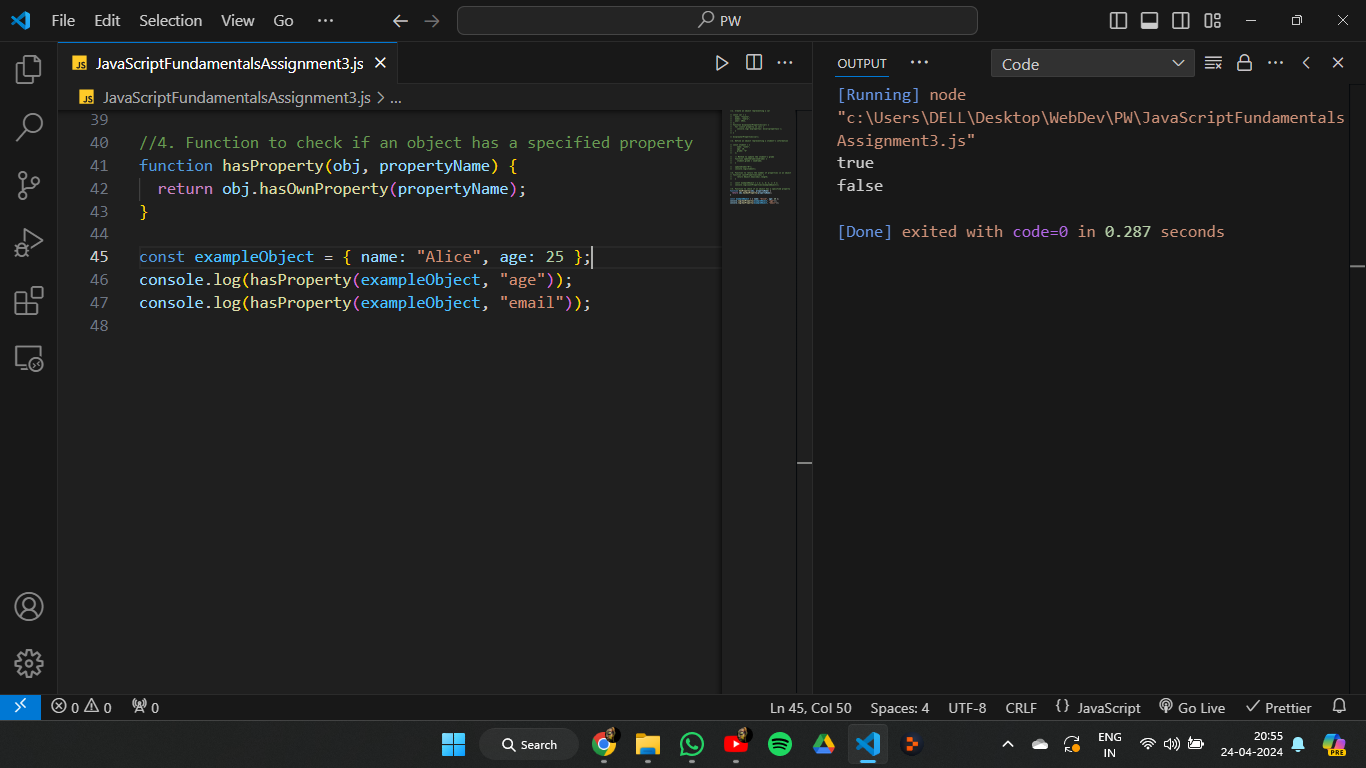 File Edit Selection View Go ···
PW
JS JavaScriptFundamentalsAssignment3.js
JS JavaScriptFundamentalsAssignment3.js > ...
39
40 //4. Function to check if an object has a specified property
41 function hasProperty(obj, propertyName) {
42 return obj.hasOwnProperty(propertyName);
43 }
44
45 const exampleObject = { name: "Alice", age: 25 };
46 console.log(hasProperty(exampleObject, "age"));
47 console.log(hasProperty(exampleObject, "email"));
48
OUTPUT
Code
[Running] node
"c:\Users\DELL\Desktop\WebDev\PW\JavaScriptFundamentals
Assignment3.js"
true
false
[Done] exited with code=0 in 0.287 seconds
0 0 0
Ln 45, Col 50 Spaces: 4 UTF-8 CRLF {} JavaScript Go Live Prettier
Search
ENG
IN
20:55
24-04-2024
PRE